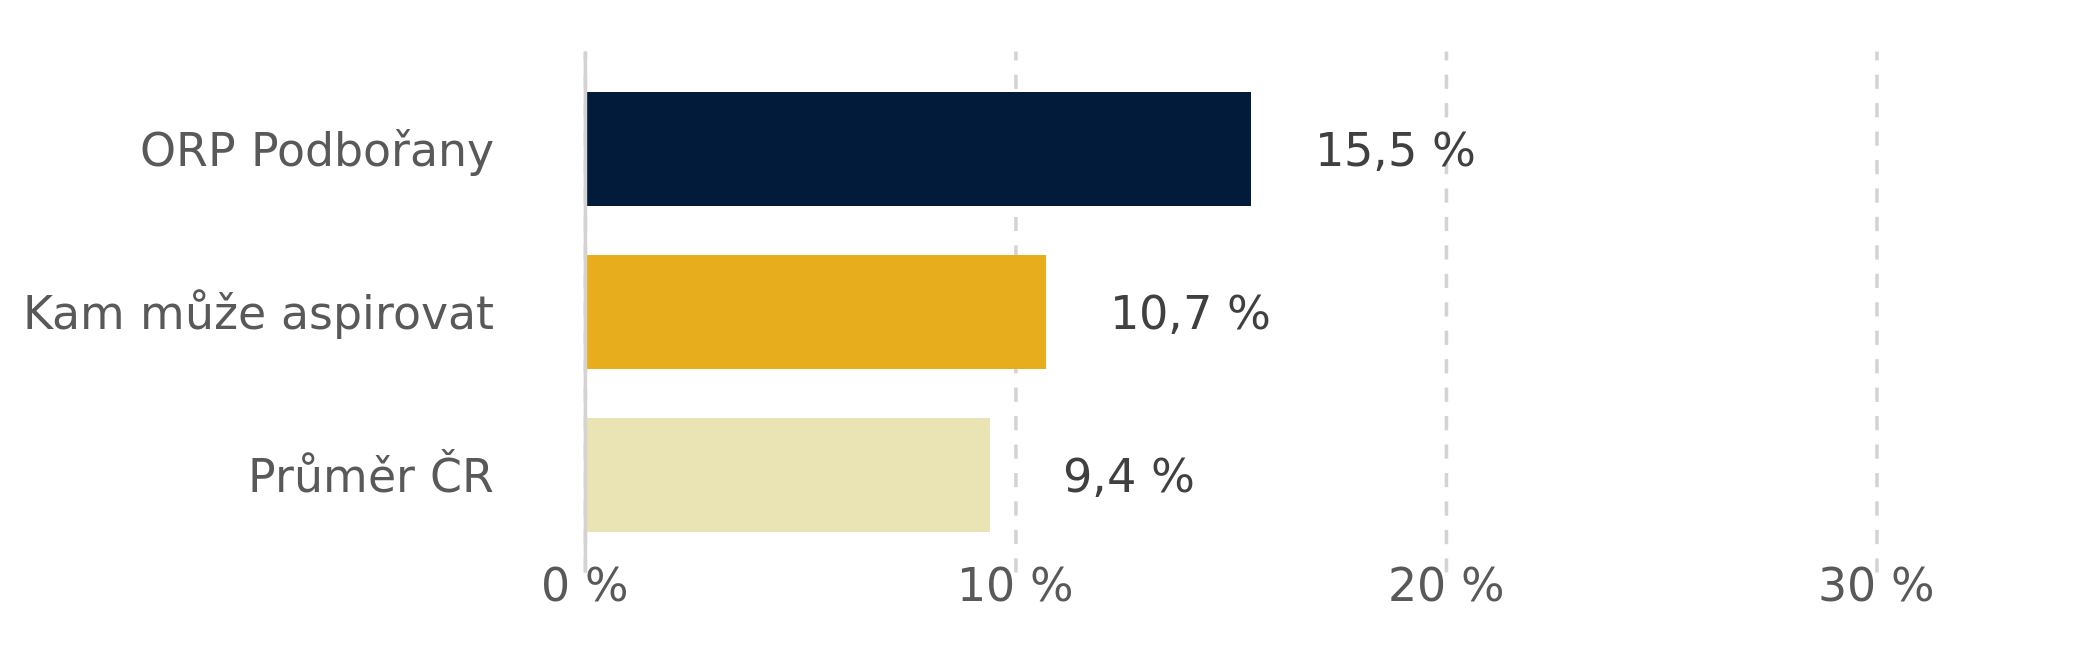 ORP Podbořany 15,5 %
Kam může aspirovat 10,7 %
Průměr ČR 9,4 %
0 % 10 % 20 % 30 %